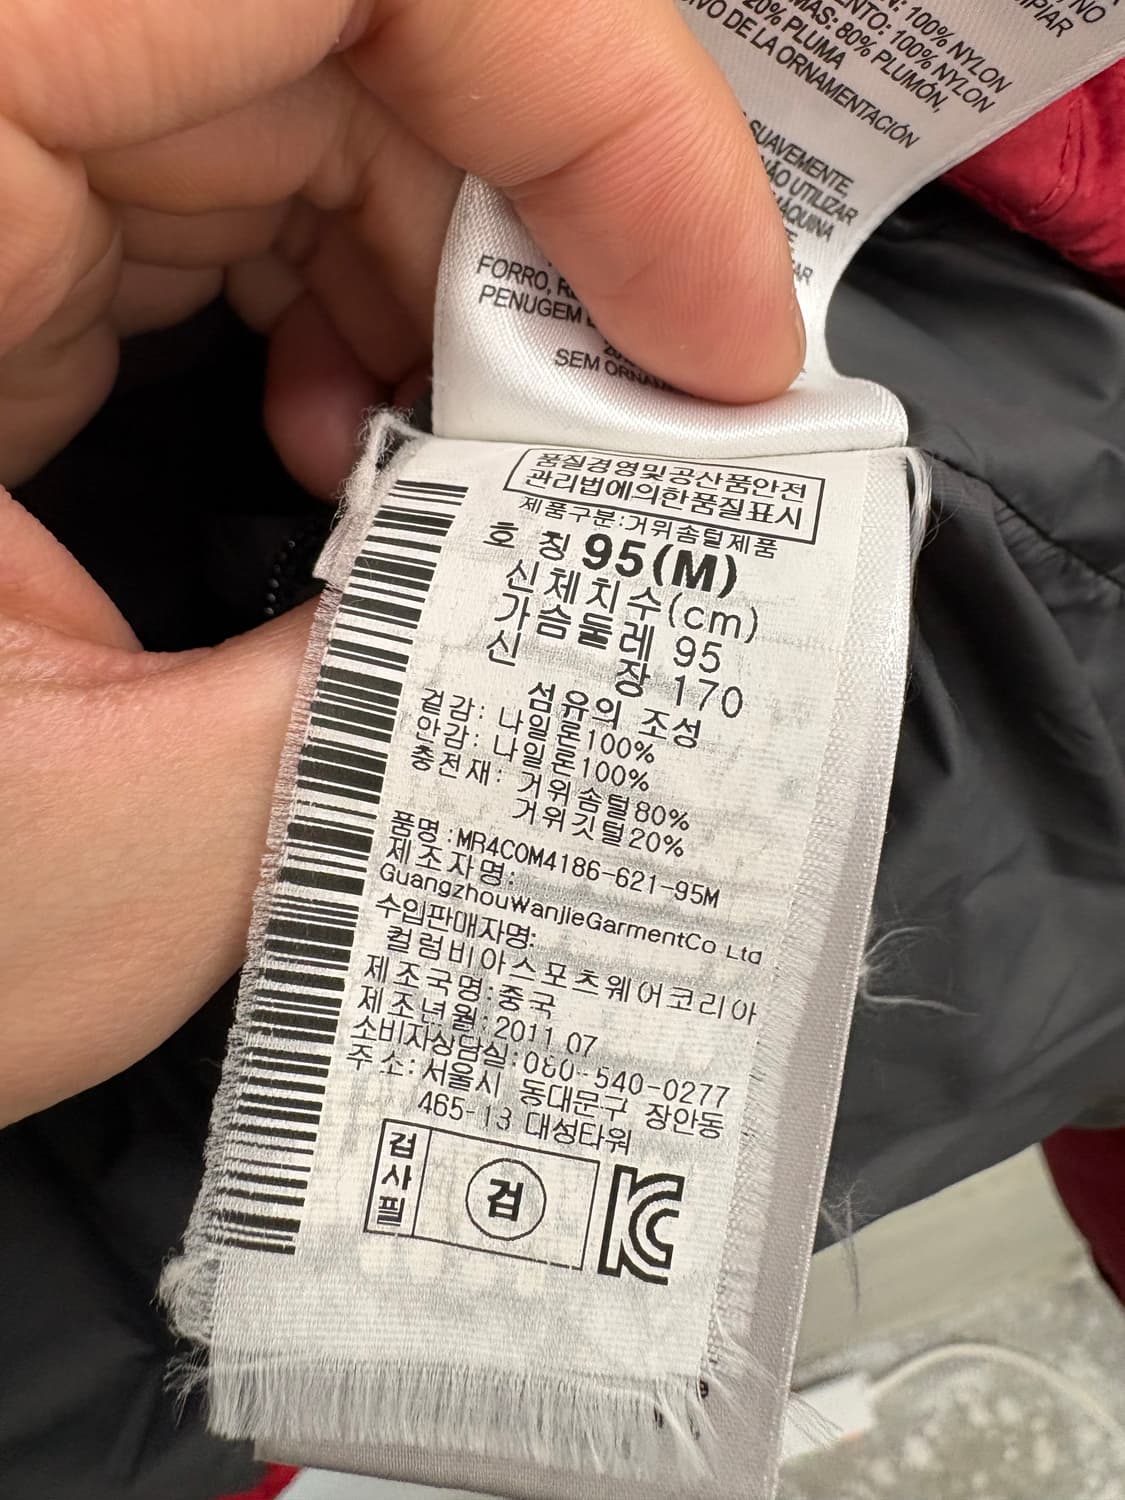 100% NYLON
ENTO: 100% NYLON
MAS: 80% PLUMÓN,
20% PLUMA
DE LA ORNAMENTACIÓN
SUAVEMENTE,
UTILIZAR
FORRO,
PENUGEM
SEM
품질경영및공산품안전
관리법에의한품질표시
제품구분:거위솜털제품
호 칭 95(M)
신체치수(cm)
가슴둘레 95
신 장 170
섬유의 조성
겉감: 나일론100%
안감: 나일론100%
충전재: 거위솜털80%
거위깃털20%
품명:MR4COM4186-621-95M
제조자명:
GuangzhouWanjieGarmentCo Ltd
수입판매자명:
컬럼비아스포츠웨어코리아
제조국명:중국
제조년월:2011.07
소비자상담실:080-540-0277
주소:서울시 동대문구 장안동
465-13 대성타워
검사필
검
KC